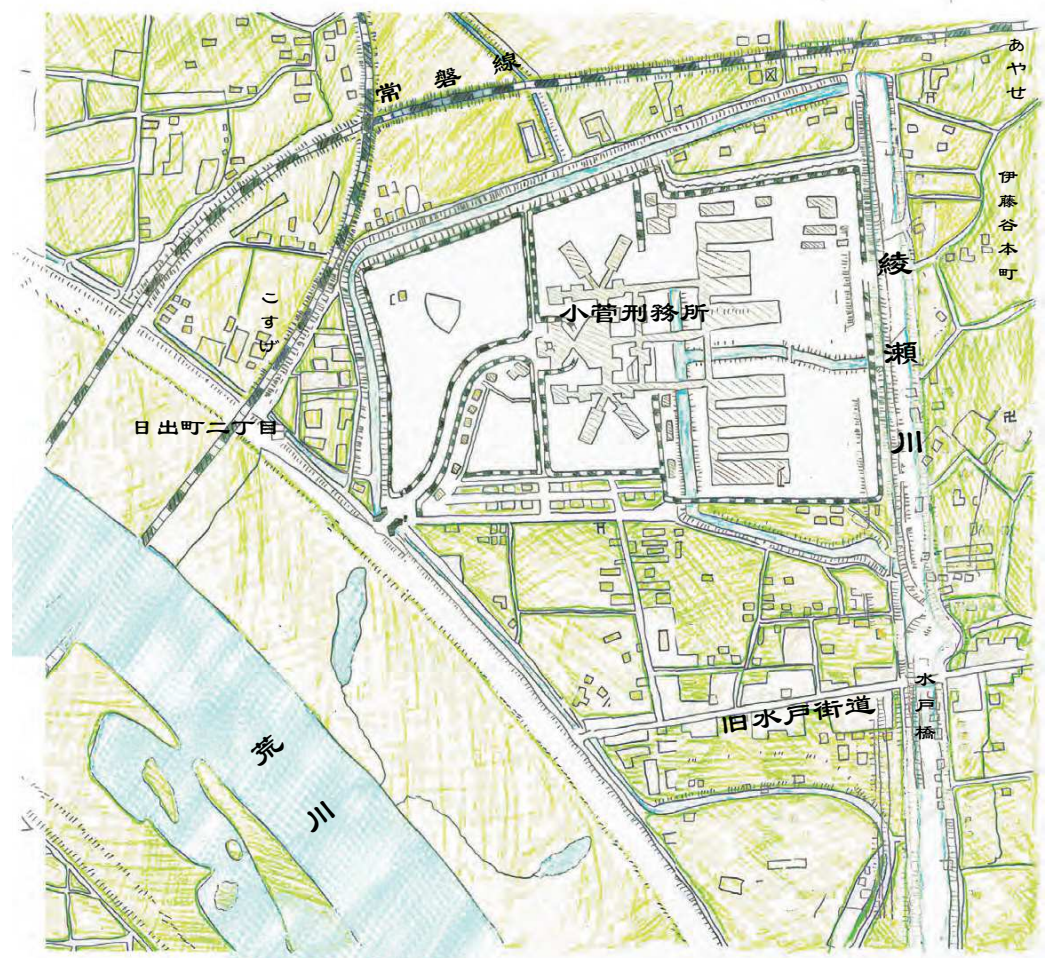 常磐線
あやせ
伊藤谷本町
綾瀬川
小菅刑務所
こすげ
日出町二丁目
水戸橋
旧水戸街道
荒川